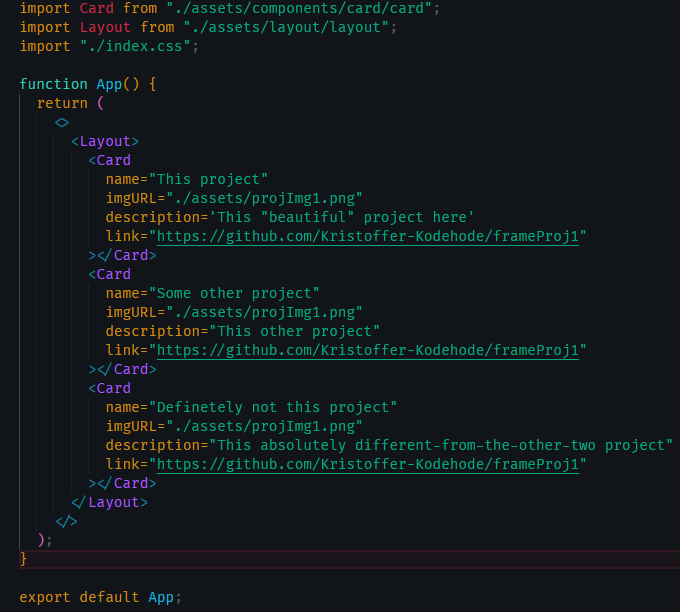 import Card from "./assets/components/card/card";
import Layout from "./assets/layout/layout";
import "./index.css";

function App() {
  return (
    <>
      <Layout>
        <Card
          name="This project"
          imgURL="./assets/projImg1.png"
          description='This "beautiful" project here'
          link="https://github.com/Kristoffer-Kodehode/frameProj1"
        ></Card>
        <Card
          name="Some other project"
          imgURL="./assets/projImg1.png"
          description="This other project"
          link="https://github.com/Kristoffer-Kodehode/frameProj1"
        ></Card>
        <Card
          name="Definetely not this project"
          imgURL="./assets/projImg1.png"
          description="This absolutely different-from-the-other-two project"
          link="https://github.com/Kristoffer-Kodehode/frameProj1"
        ></Card>
      </Layout>
    </>
  );
}

export default App;